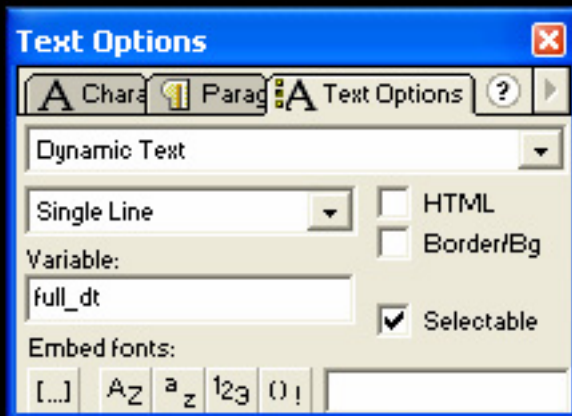 Text Options
A Chara Parag A Text Options ?
Dynamic Text
Single Line HTML
Border/Bg
Variable:
full_dt
Selectable
Embed fonts:
[...] AZ az 123 ()!